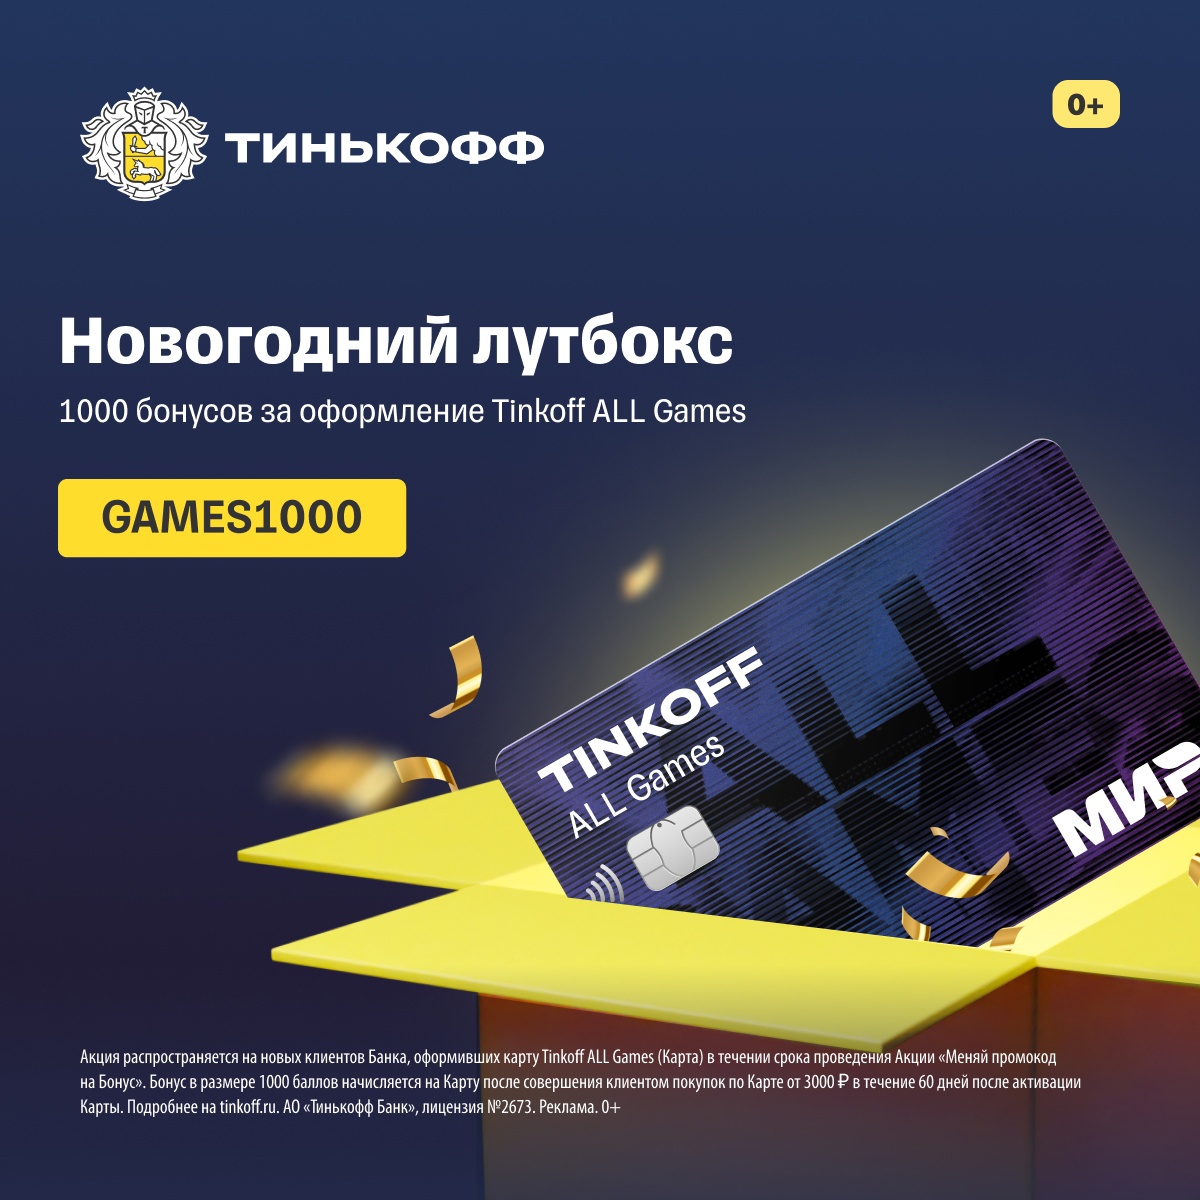 ТИНЬКОФФ
0+
Новогодний лутбокс
1000 бонусов за оформление Tinkoff ALL Games
GAMES1000
TINKOFF
ALL Games
ALL
МИР
Акция распространяется на новых клиентов Банка, оформивших карту Tinkoff ALL Games (Карта) в течении срока проведения Акции «Меняй промокод
на Бонус». Бонус в размере 1000 баллов начисляется на Карту после совершения клиентом покупок по Карте от 3000 ₽ в течение 60 дней после активации
Карты. Подробнее на tinkoff.ru. АО «Тинькофф Банк», лицензия №2673. Реклама. 0+